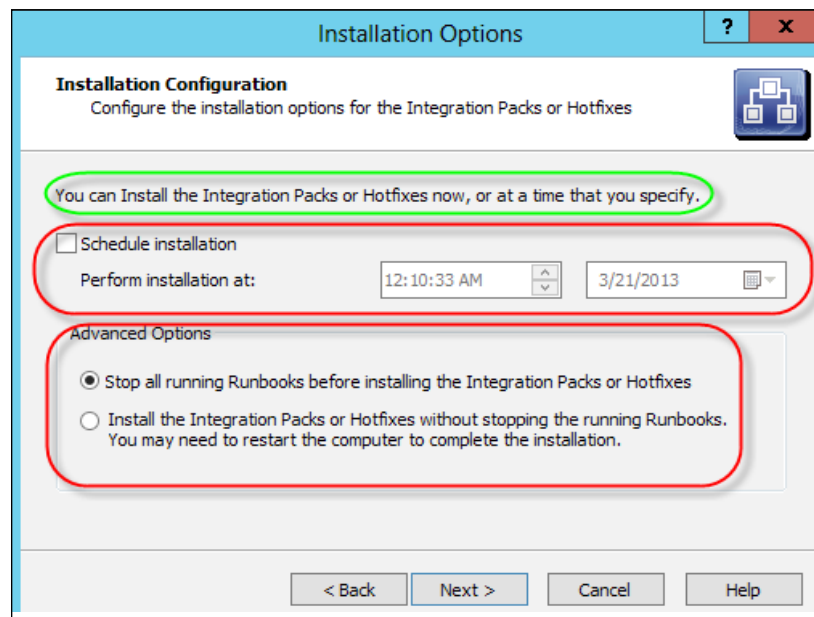 Installation Options
?
x
Installation Configuration
Configure the installation options for the Integration Packs or Hotfixes
You can Install the Integration Packs or Hotfixes now, or at a time that you specify.
Schedule installation
Perform installation at: 12:10:33 AM 3/21/2013
Advanced Options
Stop all running Runbooks before installing the Integration Packs or Hotfixes
Install the Integration Packs or Hotfixes without stopping the running Runbooks.
You may need to restart the computer to complete the installation.
< Back Next > Cancel Help